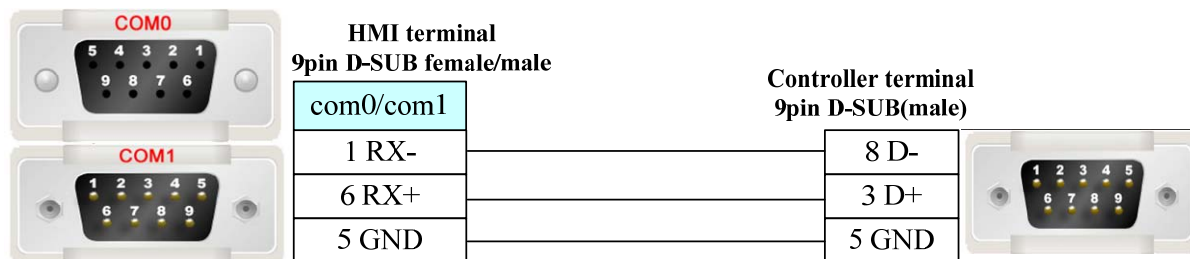 COM0
5 4 3 2 1
9 8 7 6
COM1
1 2 3 4 5
6 7 8 9
HMI terminal
9pin D-SUB female/male
com0/com1
1 RX-
6 RX+
5 GND
Controller terminal
9pin D-SUB(male)
8 D-
3 D+
5 GND
1 2 3 4 5
6 7 8 9